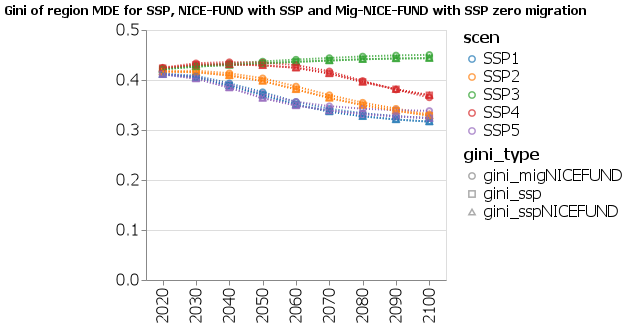 Gini of region MDE for SSP, NICE-FUND with SSP and Mig-NICE-FUND with SSP zero migration
0.5
0.4
0.3
0.2
0.1
0.0
2020 2030 2040 2050 2060 2070 2080 2090 2100
scen
SSP1
SSP2
SSP3
SSP4
SSP5
gini_type
gini_migNICEFUND
gini_ssp
gini_sspNICEFUND